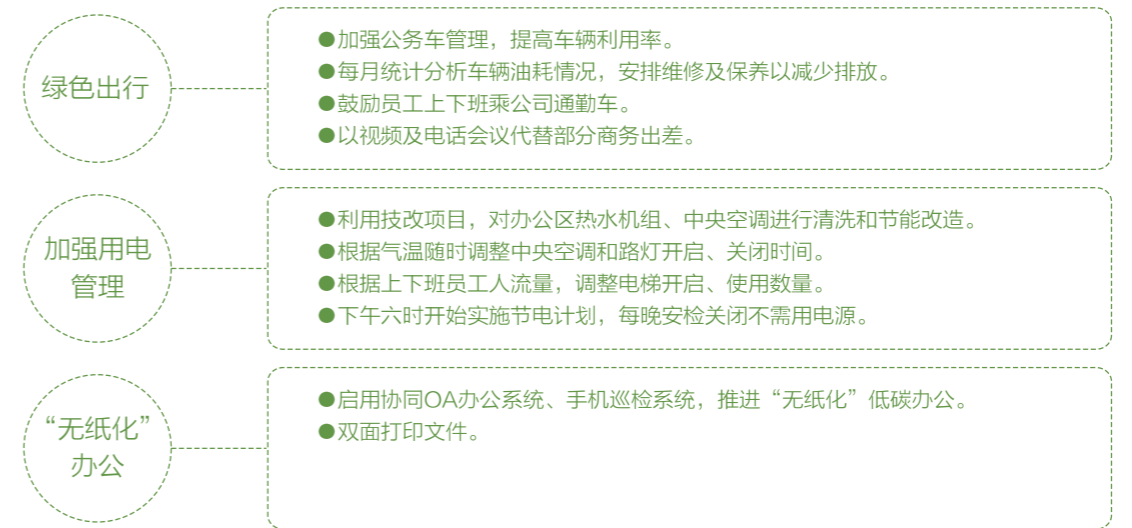 绿色出行
●加强公务车管理，提高车辆利用率。
●每月统计分析车辆油耗情况，安排维修及保养以减少排放。
●鼓励员工上下班乘公司通勤车。
●以视频及电话会议代替部分商务出差。
加强用电
管理
●利用技改项目，对办公区热水机组、中央空调进行清洗和节能改造。
●根据气温随时调整中央空调和路灯开启、关闭时间。
●根据上下班员工人流量，调整电梯开启、使用数量。
●下午六时开始实施节电计划，每晚安检关闭不需用电源。
“无纸化”
办公
●启用协同OA办公系统、手机巡检系统，推进“无纸化”低碳办公。
●双面打印文件。